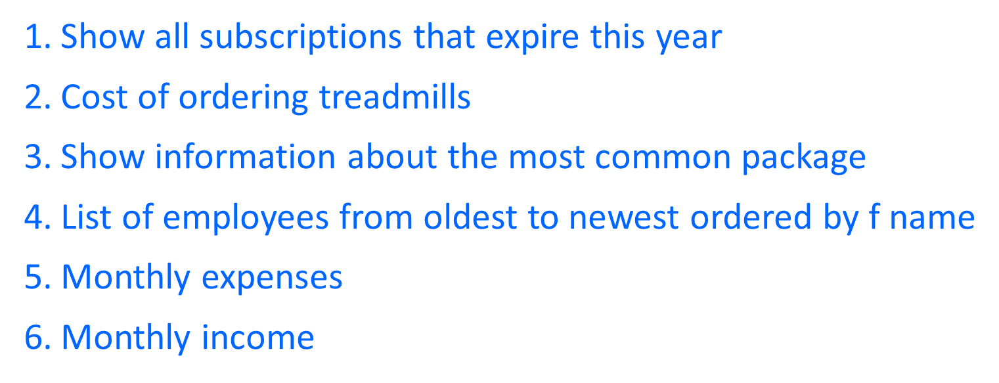 1. Show all subscriptions that expire this year
2. Cost of ordering treadmills
3. Show information about the most common package
4. List of employees from oldest to newest ordered by f name
5. Monthly expenses
6. Monthly income